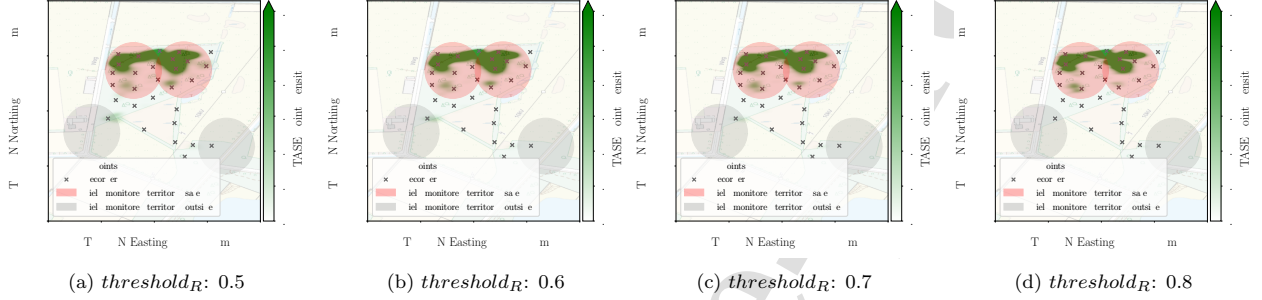 m
N Northing
T
oints
ecor er
iel monitore territor sa e
iel monitore territor outsi e
T N Easting m
TASE oint ensit
(a) threshold_R: 0.5
m
N Northing
T
oints
ecor er
iel monitore territor sa e
iel monitore territor outsi e
T N Easting m
TASE oint ensit
(b) threshold_R: 0.6
m
N Northing
T
oints
ecor er
iel monitore territor sa e
iel monitore territor outsi e
T N Easting m
TASE oint ensit
(c) threshold_R: 0.7
m
N Northing
T
oints
ecor er
iel monitore territor sa e
iel monitore territor outsi e
T N Easting m
TASE oint ensit
(d) threshold_R: 0.8